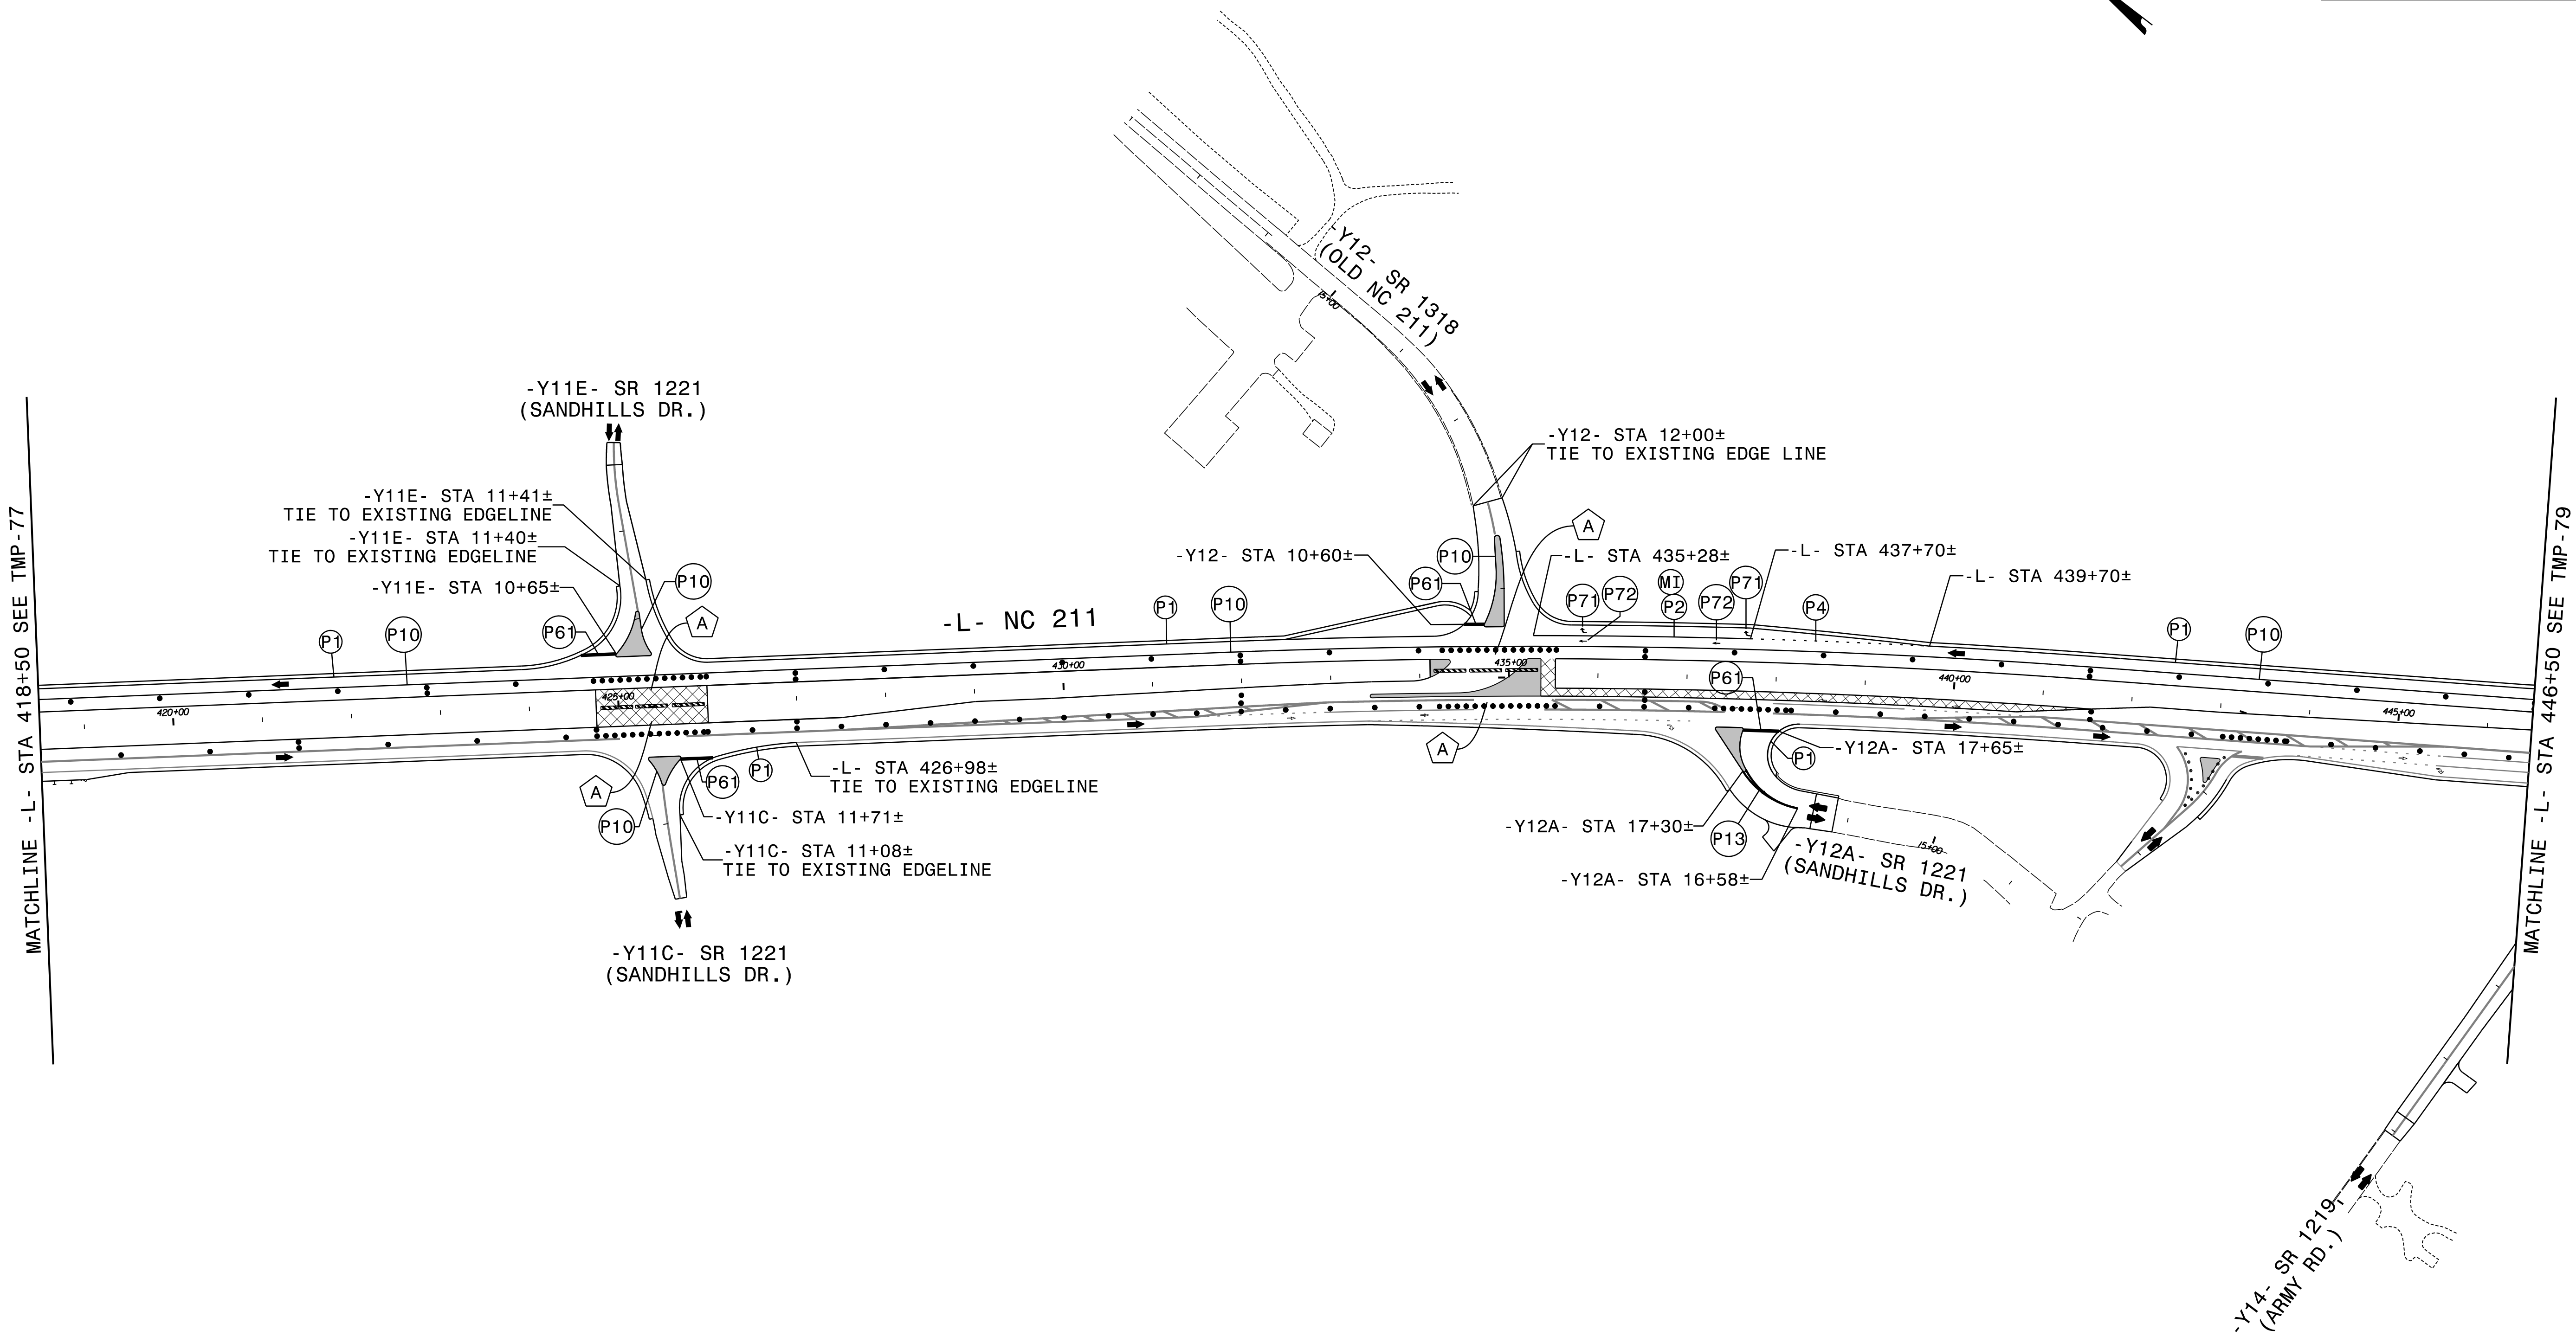 MATCHLINE -L- STA 418+50 SEE TMP-77
-Y11E- SR 1221
(SANDHILLS DR.)
-Y11E- STA 11+41±
TIE TO EXISTING EDGELINE
-Y11E- STA 11+40±
TIE TO EXISTING EDGELINE
-Y11E- STA 10+65±
P10
A
P61
P1
P10
420+00
425+00
A
P10
P61
P1
-L- STA 426+98±
TIE TO EXISTING EDGELINE
-Y11C- STA 11+71±
-Y11C- STA 11+08±
TIE TO EXISTING EDGELINE
-Y11C- SR 1221
(SANDHILLS DR.)
-L- NC 211
P1
P10
430+00
-Y12- SR 1318
(OLD NC 211)
15+00
-Y12- STA 12+00±
TIE TO EXISTING EDGE LINE
-Y12- STA 10+60±
P10
P61
A
-L- STA 435+28±
-L- STA 437+70±
-L- STA 439+70±
P71
P72
MI
P2
P72
P71
P4
P1
P10
435+00
440+00
445+00
P61
A
P1
-Y12A- STA 17+65±
-Y12A- STA 17+30±
P13
-Y12A- STA 16+58±
-Y12A- SR 1221
(SANDHILLS DR.)
15+00
-Y14- SR 1219
(ARMY RD.)
MATCHLINE -L- STA 446+50 SEE TMP-79